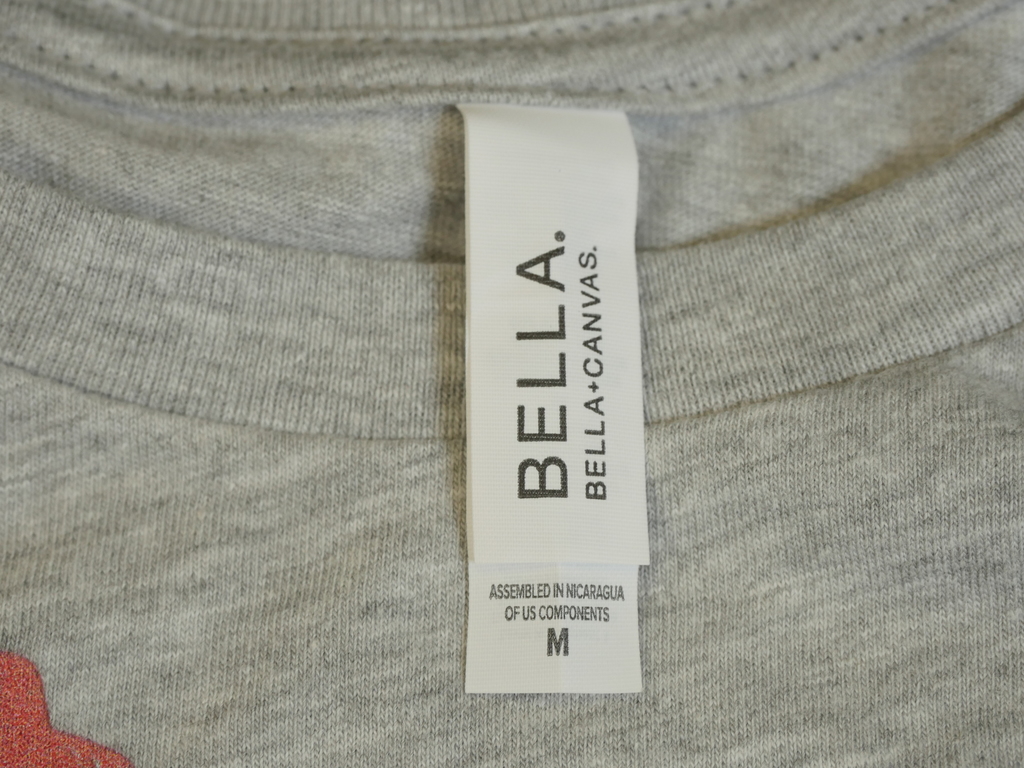 BELLA.
BELLA+CANVAS.
ASSEMBLED IN NICARAGUA
OF US COMPONENTS
M